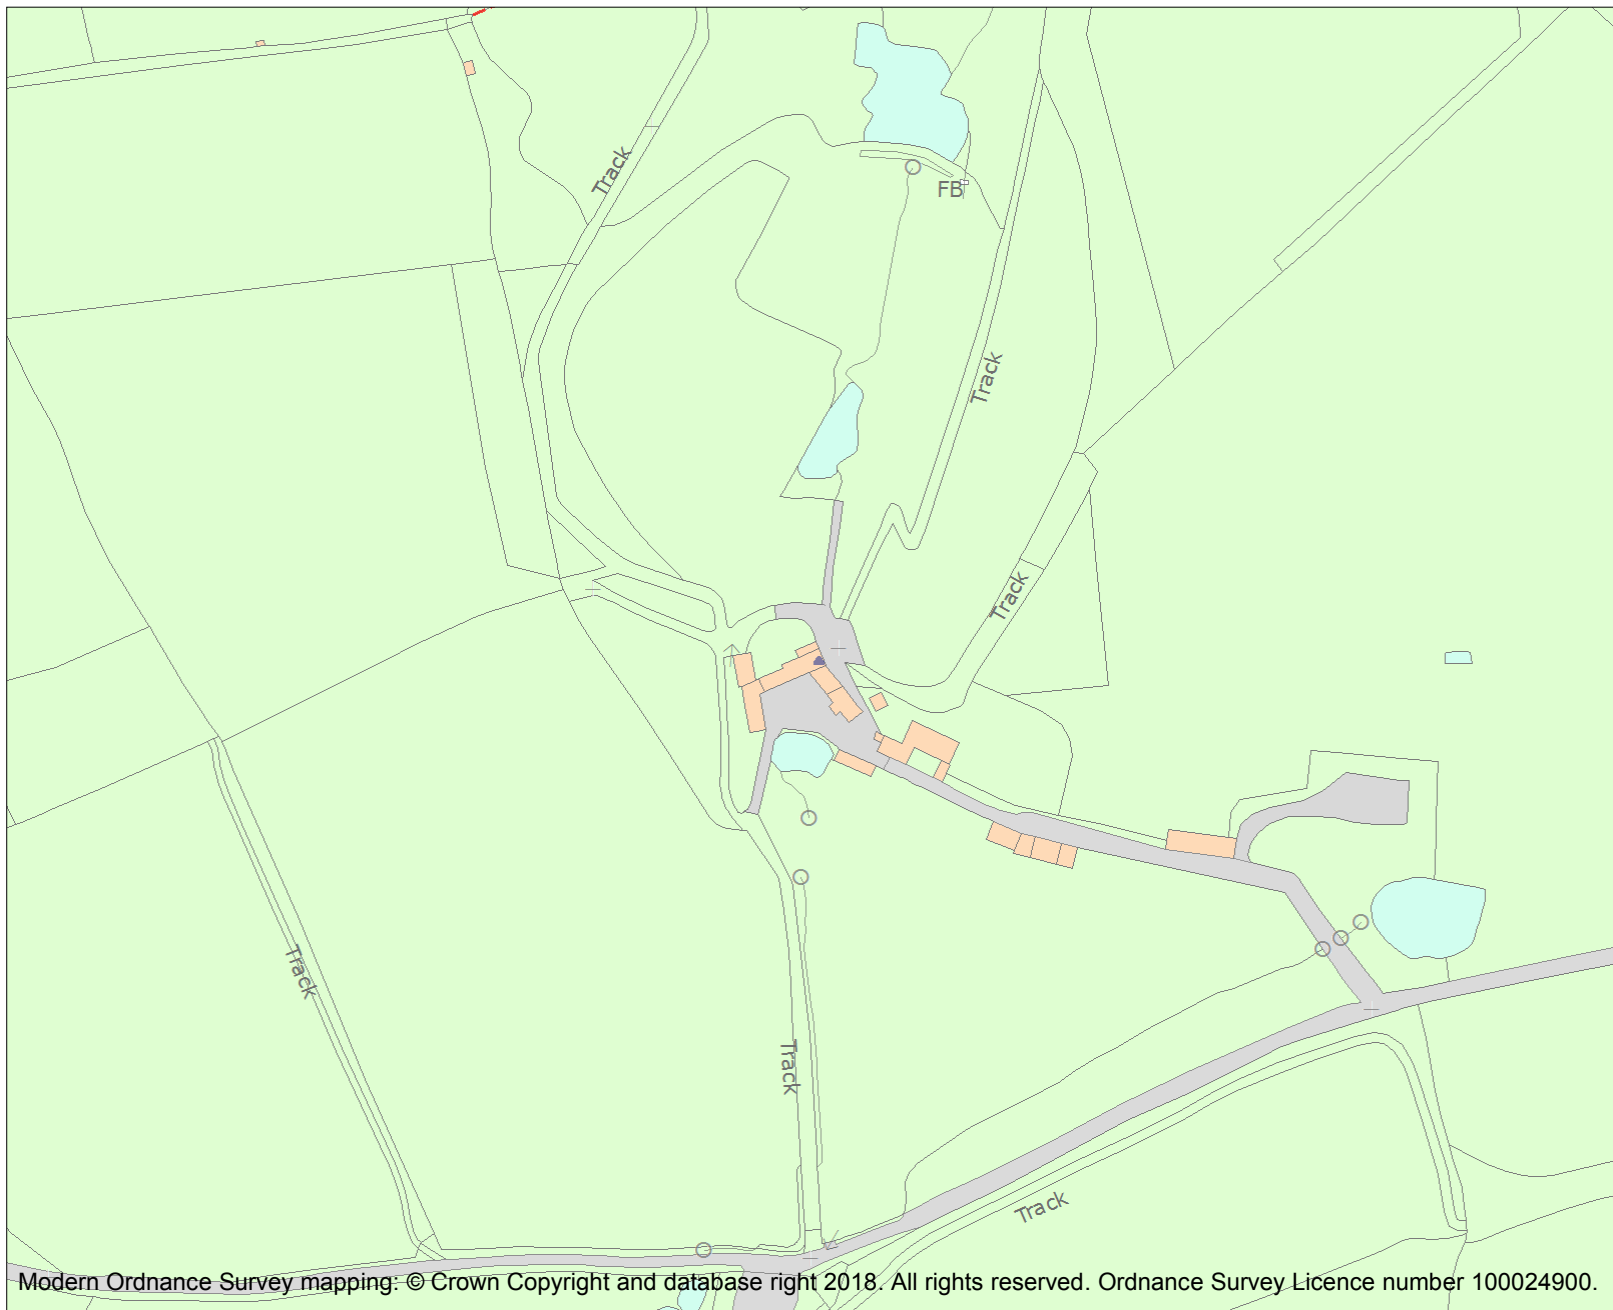 Track
FB
Track
Track
Track
Track
Track
Modern Ordnance Survey mapping: © Crown Copyright and database right 2018. All rights reserved. Ordnance Survey Licence number 100024900.